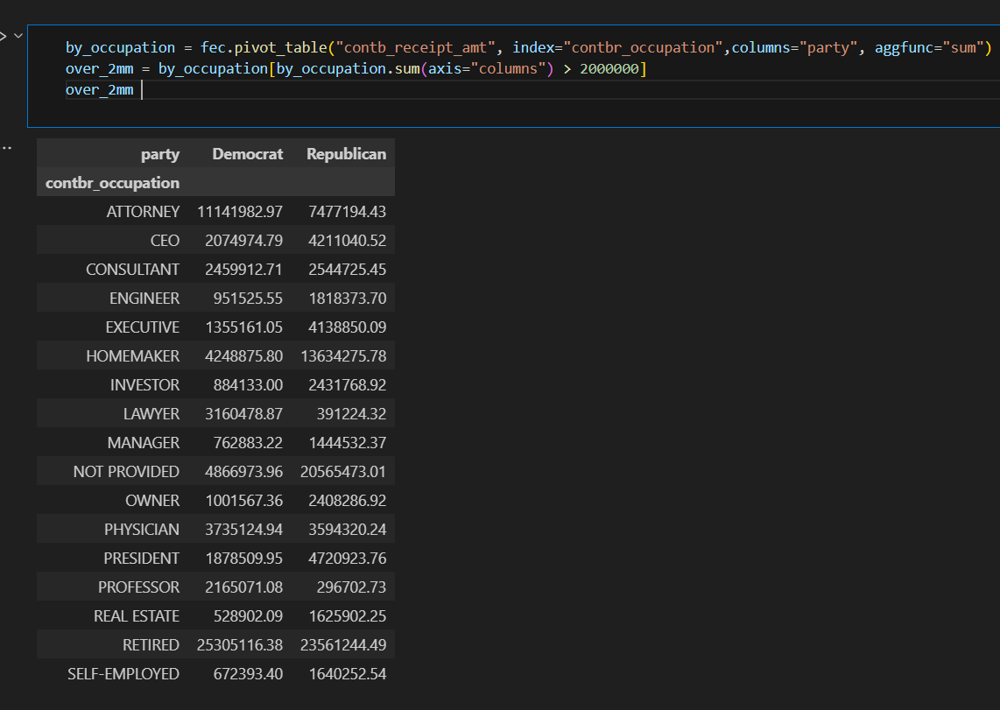 by_occupation = fec.pivot_table("contb_receipt_amt", index="contbr_occupation",columns="party", aggfunc="sum")
over_2mm = by_occupation[by_occupation.sum(axis="columns") > 2000000]
over_2mm
party Democrat Republican
contbr_occupation
ATTORNEY 11141982.97 7477194.43
CEO 2074974.79 4211040.52
CONSULTANT 2459912.71 2544725.45
ENGINEER 951525.55 1818373.70
EXECUTIVE 1355161.05 4138850.09
HOMEMAKER 4248875.80 13634275.78
INVESTOR 884133.00 2431768.92
LAWYER 3160478.87 391224.32
MANAGER 762883.22 1444532.37
NOT PROVIDED 4866973.96 20565473.01
OWNER 1001567.36 2408286.92
PHYSICIAN 3735124.94 3594320.24
PRESIDENT 1878509.95 4720923.76
PROFESSOR 2165071.08 296702.73
REAL ESTATE 528902.09 1625902.25
RETIRED 25305116.38 23561244.49
SELF-EMPLOYED 672393.40 1640252.54